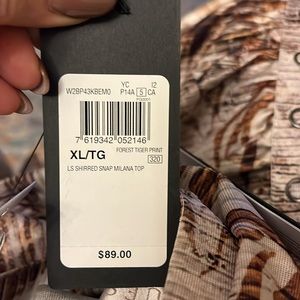 YC 12
W2BP43KBEM0 P14A S CA
7 619342 052146
XL/TG FOREST TIGER PRINT
320
LS SHIRRED SNAP MILANA TOP
$89.00